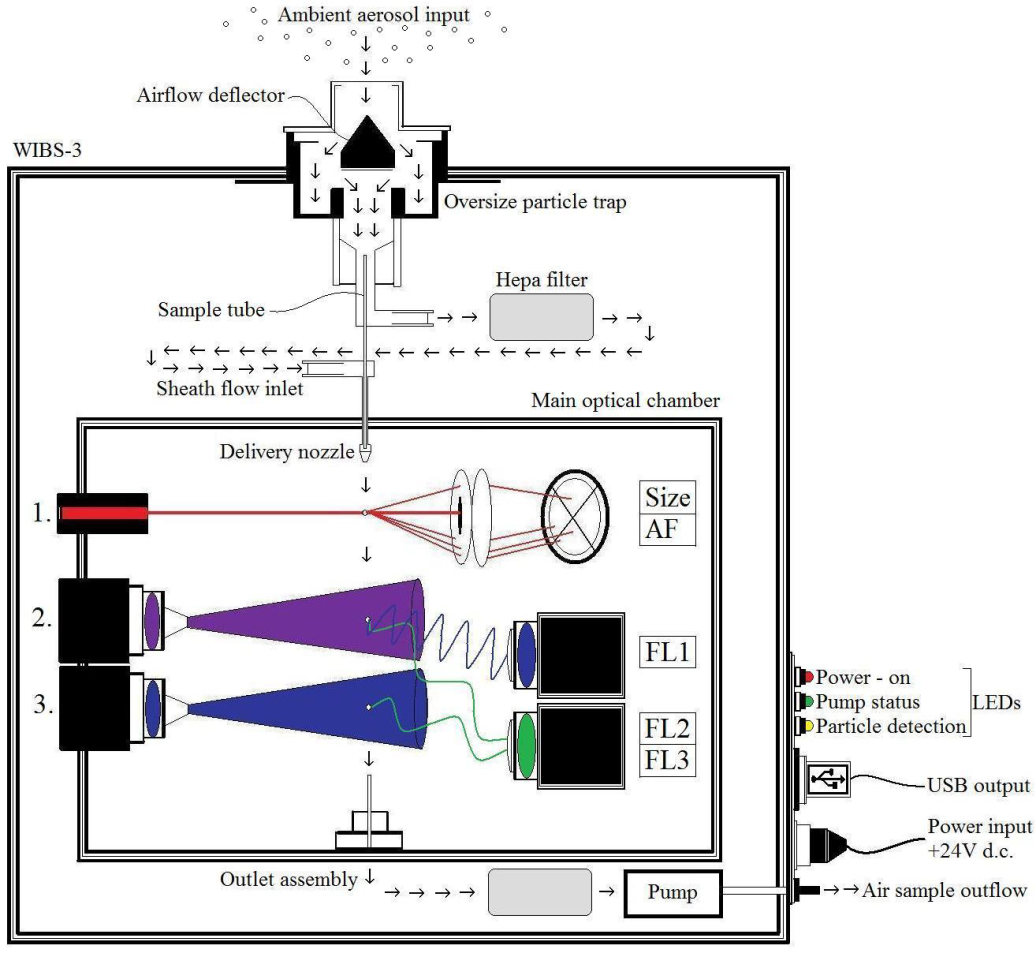 Ambient aerosol input
Airflow deflector
WIBS-3
Oversize particle trap
Hepa filter
Sample tube
Sheath flow inlet
Main optical chamber
Delivery nozzle
1.
Size
AF
2.
FL1
3.
FL2
FL3
Power - on
Pump status
LEDs
Particle detection
USB output
Power input
+24V d.c.
Outlet assembly
Pump
Air sample outflow